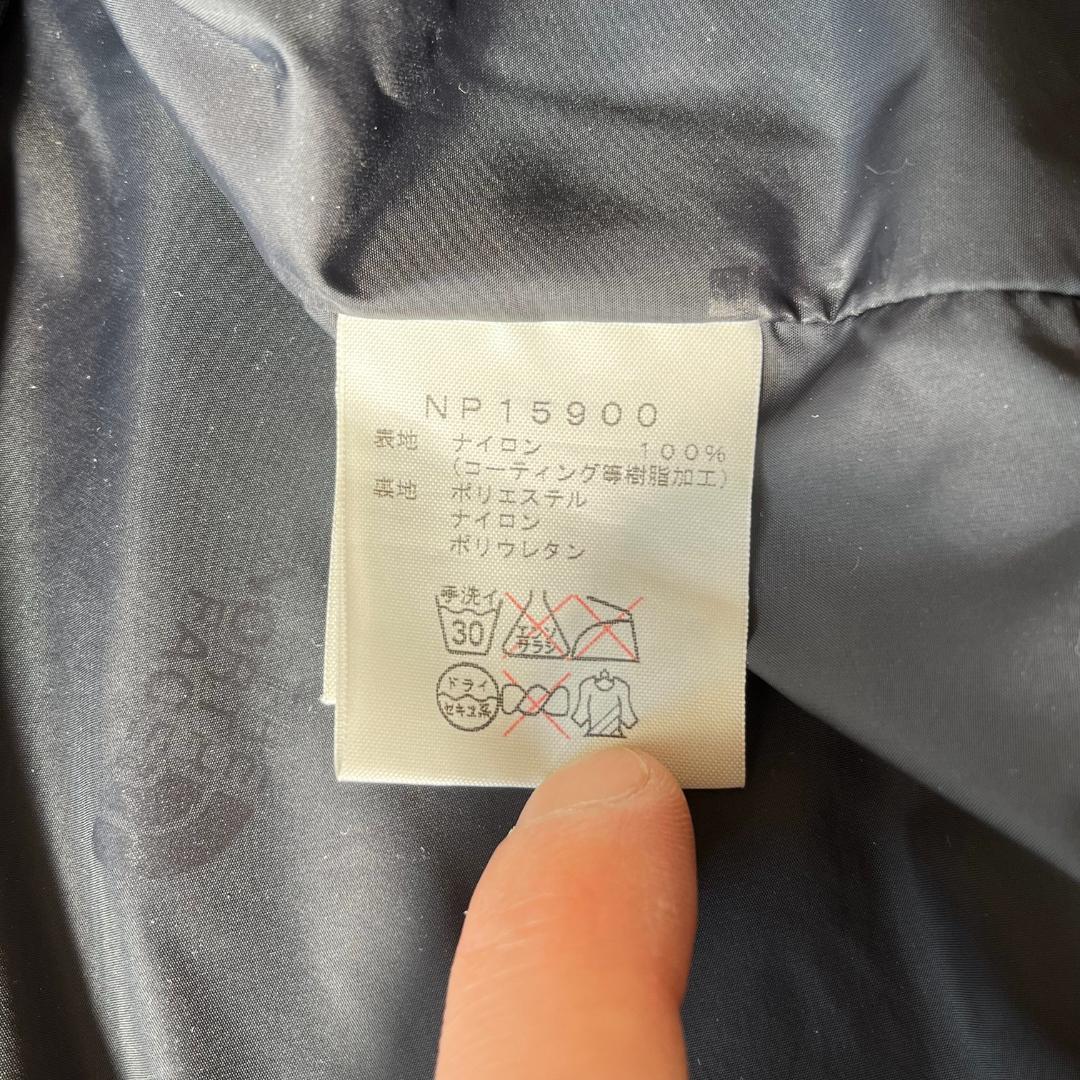 NP15900
表地 ナイロン 100%
(コーティング等樹脂加工)
裏地 ポリエステル
ナイロン
ポリウレタン
手洗イ
30
エンソ
サラシ
ドライ
セキユ系